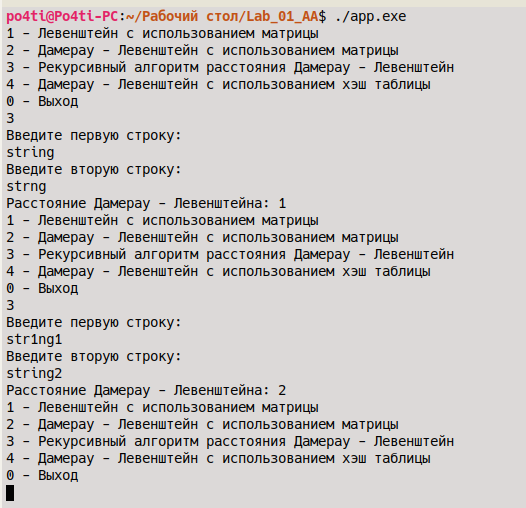 po4ti@Po4ti-PC:~/Рабочий стол/Lab_01_AA$ ./app.exe
1 - Левенштейн с использованием матрицы
2 - Дамерау - Левенштейн с использованием матрицы
3 - Рекурсивный алгоритм расстояния Дамерау - Левенштейн
4 - Дамерау - Левенштейн с использованием хэш таблицы
0 - Выход
3
Введите первую строку:
string
Введите вторую строку:
strng
Расстояние Дамерау - Левенштейна: 1
1 - Левенштейн с использованием матрицы
2 - Дамерау - Левенштейн с использованием матрицы
3 - Рекурсивный алгоритм расстояния Дамерау - Левенштейн
4 - Дамерау - Левенштейн с использованием хэш таблицы
0 - Выход
3
Введите первую строку:
str1ng1
Введите вторую строку:
string2
Расстояние Дамерау - Левенштейна: 2
1 - Левенштейн с использованием матрицы
2 - Дамерау - Левенштейн с использованием матрицы
3 - Рекурсивный алгоритм расстояния Дамерау - Левенштейн
4 - Дамерау - Левенштейн с использованием хэш таблицы
0 - Выход